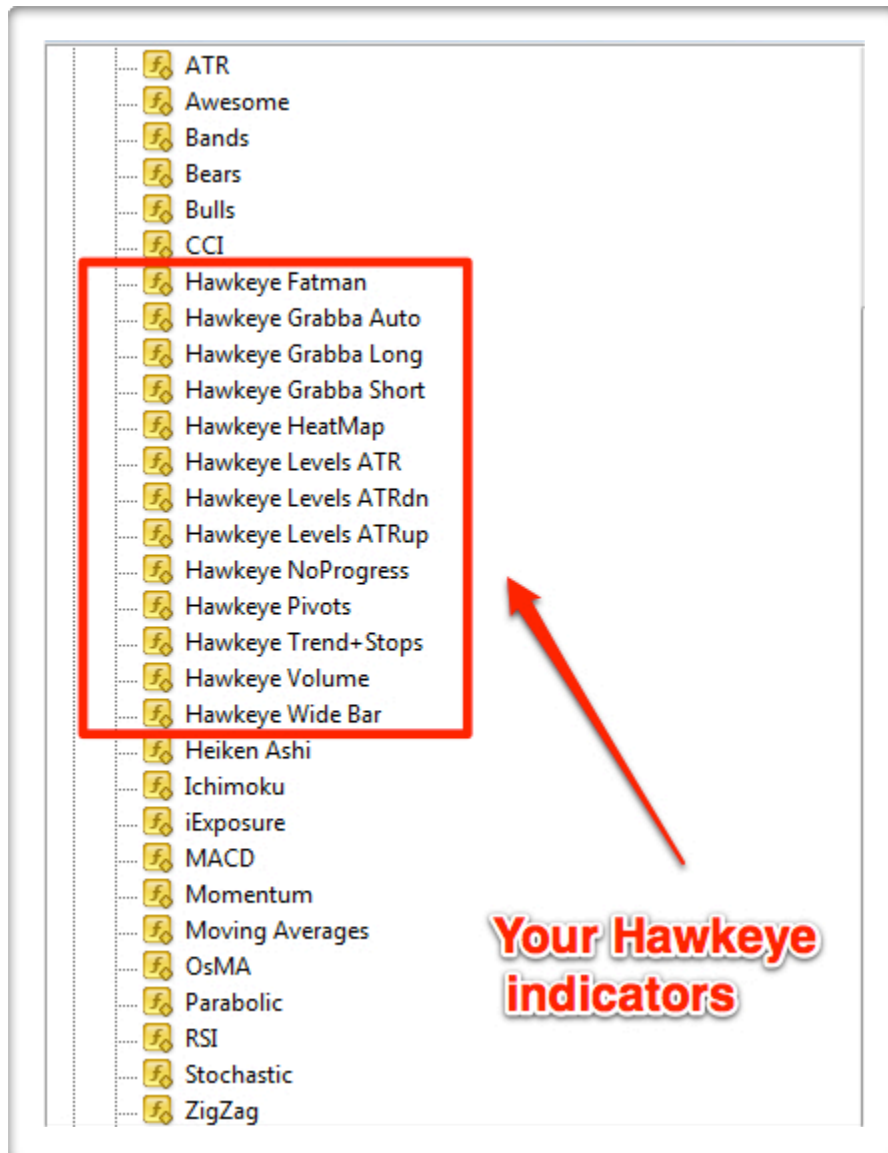 ATR
Awesome
Bands
Bears
Bulls
CCI
Hawkeye Fatman
Hawkeye Grabba Auto
Hawkeye Grabba Long
Hawkeye Grabba Short
Hawkeye HeatMap
Hawkeye Levels ATR
Hawkeye Levels ATRdn
Hawkeye Levels ATRup
Hawkeye NoProgress
Hawkeye Pivots
Hawkeye Trend+Stops
Hawkeye Volume
Hawkeye Wide Bar
Heiken Ashi
Ichimoku
iExposure
MACD
Momentum
Moving Averages
OsMA
Parabolic
RSI
Stochastic
ZigZag
Your Hawkeye
indicators